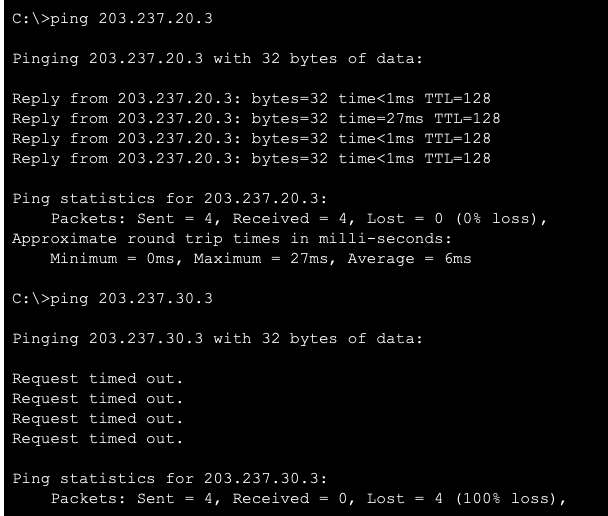 C:\>ping 203.237.20.3
Pinging 203.237.20.3 with 32 bytes of data:
Reply from 203.237.20.3: bytes=32 time<1ms TTL=128
Reply from 203.237.20.3: bytes=32 time=27ms TTL=128
Reply from 203.237.20.3: bytes=32 time<1ms TTL=128
Reply from 203.237.20.3: bytes=32 time<1ms TTL=128
Ping statistics for 203.237.20.3:
    Packets: Sent = 4, Received = 4, Lost = 0 (0% loss),
Approximate round trip times in milli-seconds:
    Minimum = 0ms, Maximum = 27ms, Average = 6ms
C:\>ping 203.237.30.3
Pinging 203.237.30.3 with 32 bytes of data:
Request timed out.
Request timed out.
Request timed out.
Request timed out.
Ping statistics for 203.237.30.3:
    Packets: Sent = 4, Received = 0, Lost = 4 (100% loss),